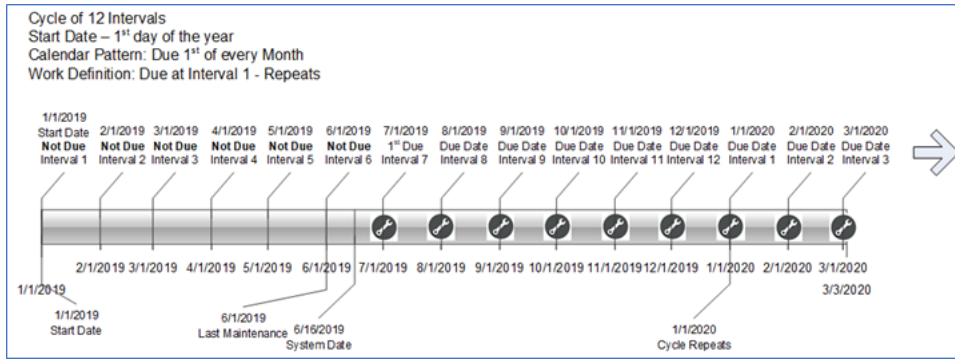 Cycle of 12 Intervals
Start Date – 1st day of the year
Calendar Pattern: Due 1st of every Month
Work Definition: Due at Interval 1 - Repeats
1/1/2019 Start Date Not Due Interval 1
2/1/2019 Not Due Interval 2
3/1/2019 Not Due Interval 3
4/1/2019 Not Due Interval 4
5/1/2019 Not Due Interval 5
6/1/2019 Not Due Interval 6
7/1/2019 1st Due Interval 7
8/1/2019 Due Date Interval 8
9/1/2019 Due Date Interval 9
10/1/2019 Due Date Interval 10
11/1/2019 Due Date Interval 11
12/1/2019 Due Date Interval 12
1/1/2020 Due Date Interval 1
2/1/2020 Due Date Interval 2
3/1/2020 Due Date Interval 3
2/1/2019 3/1/2019 4/1/2019 5/1/2019 6/1/2019 7/1/2019 8/1/2019 9/1/2019 10/1/2019 11/1/2019 12/1/2019 1/1/2020 2/1/2020 3/1/2020
1/1/2019 3/3/2020
1/1/2019
Start Date
6/1/2019
Last Maintenance
6/16/2019
System Date
1/1/2020
Cycle Repeats